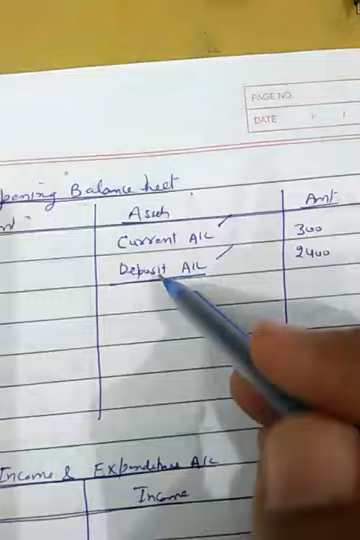 PAGE NO
DATE / /
pening Balance sheet
Assets Amt
Current A/C 300
Deposit A/C 2400
Income & Expenditure A/C
Income